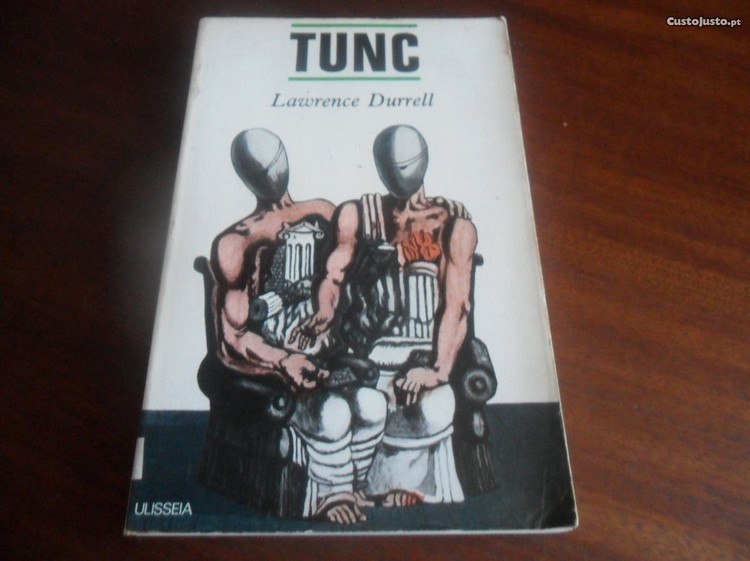 CustoJusto.pt
TUNC
Lawrence Durrell
ULISSEIA